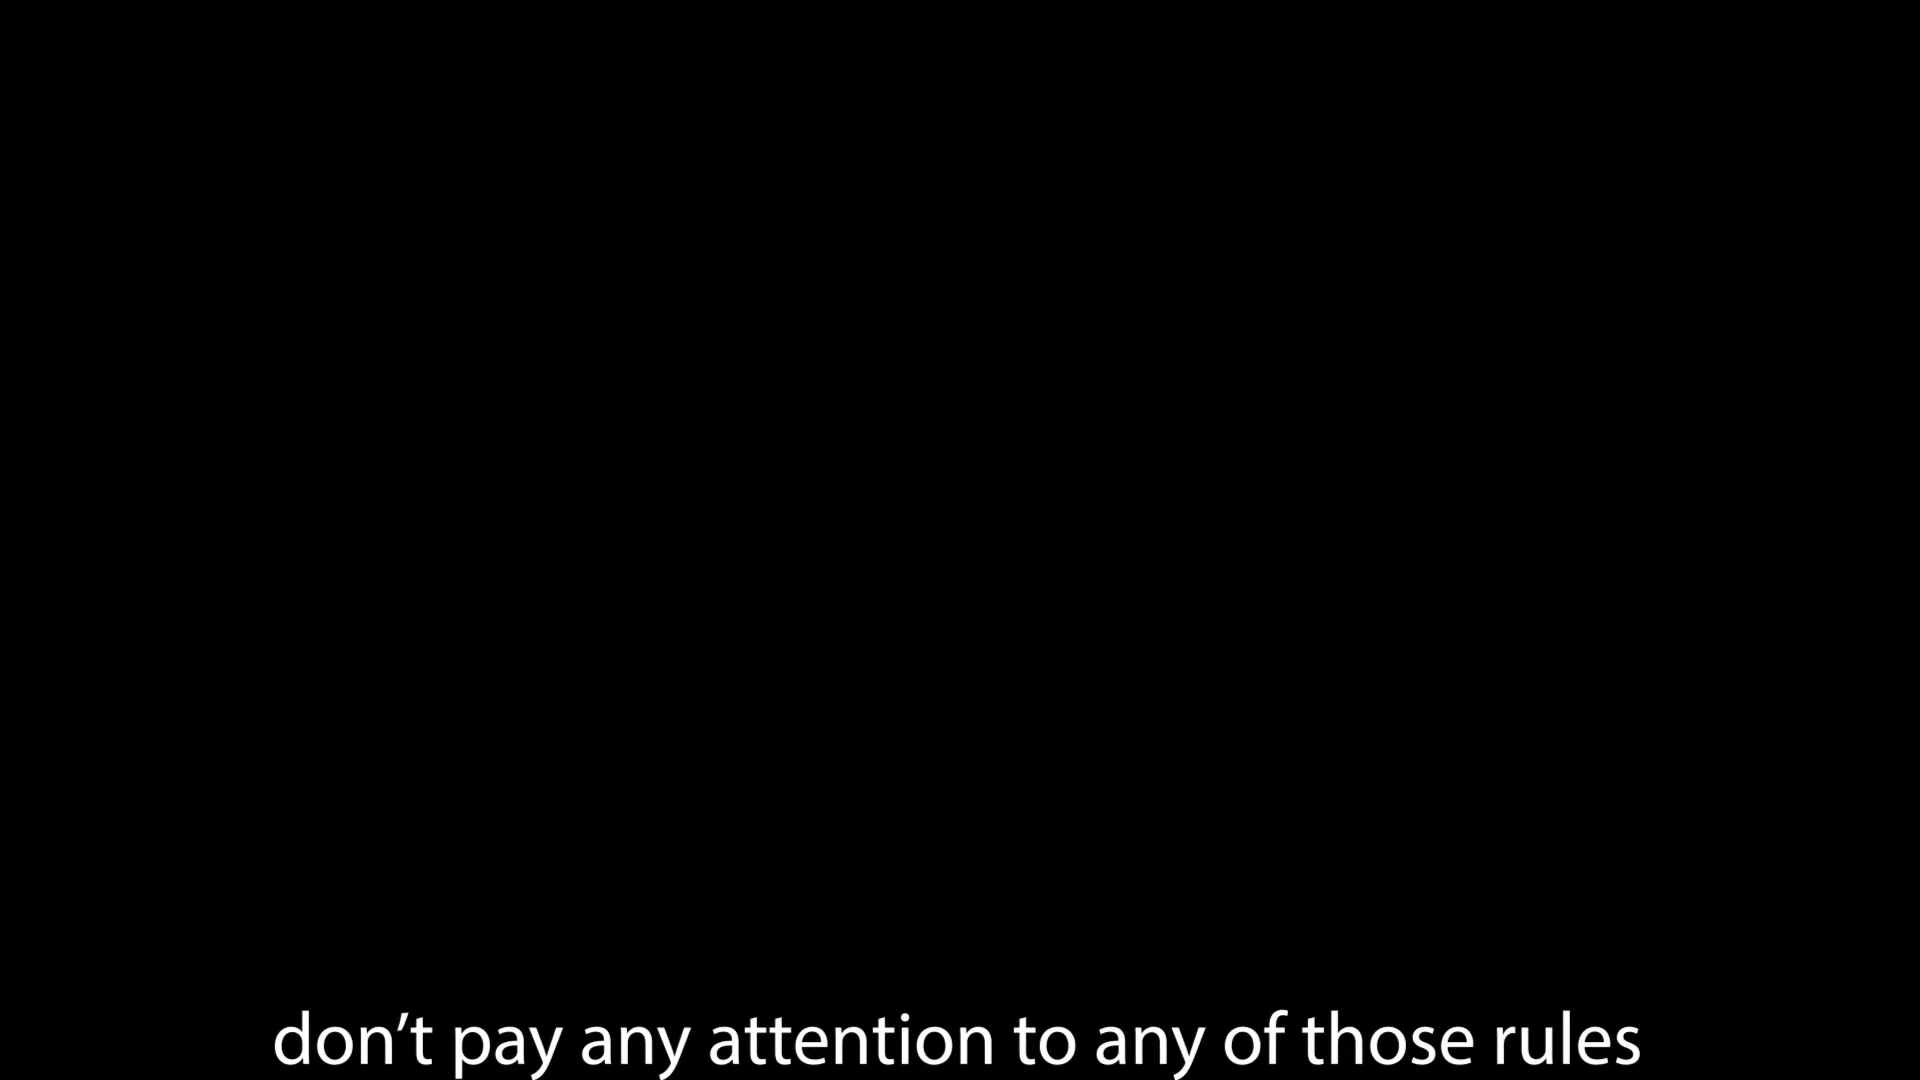 don’t pay any attention to any of those rules